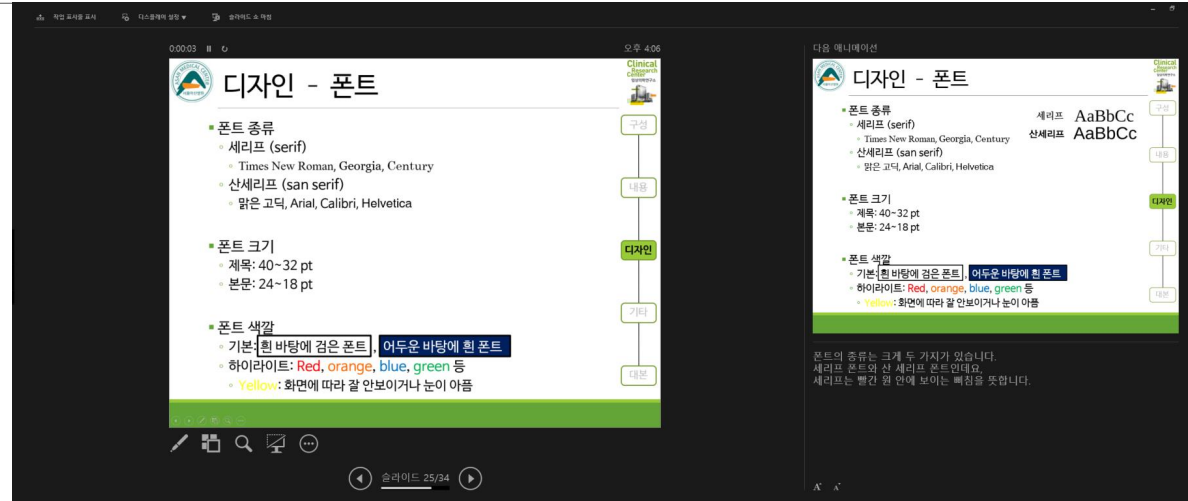 작업 표시줄 표시
디스플레이 설정 ▼
슬라이드 쇼 마침
0:00:03
오후 4:06
디자인 - 폰트
Clinical
Research
Center
폰트 종류
세리프 (serif)
Times New Roman, Georgia, Century
산세리프 (san serif)
맑은 고딕, Arial, Calibri, Helvetica
폰트 크기
제목: 40~32 pt
본문: 24~18 pt
폰트 색깔
기본: 흰 바탕에 검은 폰트 , 어두운 바탕에 흰 폰트
하이라이트: Red, orange, blue, green 등
Yellow: 화면에 따라 잘 안보이거나 눈이 아픔
구성
내용
디자인
기타
대본
슬라이드 25/34
다음 애니메이션
디자인 - 폰트
Clinical
Research
Center
폰트 종류
세리프 (serif)
Times New Roman, Georgia, Century
산세리프 (san serif)
맑은 고딕, Arial, Calibri, Helvetica
세리프 AaBbCc
산세리프 AaBbCc
폰트 크기
제목: 40~32 pt
본문: 24~18 pt
폰트 색깔
기본: 흰 바탕에 검은 폰트 , 어두운 바탕에 흰 폰트
하이라이트: Red, orange, blue, green 등
Yellow: 화면에 따라 잘 안보이거나 눈이 아픔
구성
내용
디자인
기타
대본
폰트의 종류는 크게 두 가지가 있습니다.
세리프 폰트와 산 세리프 폰트인데요,
세리프는 빨간 원 안에 보이는 삐침을 뜻합니다.
A A